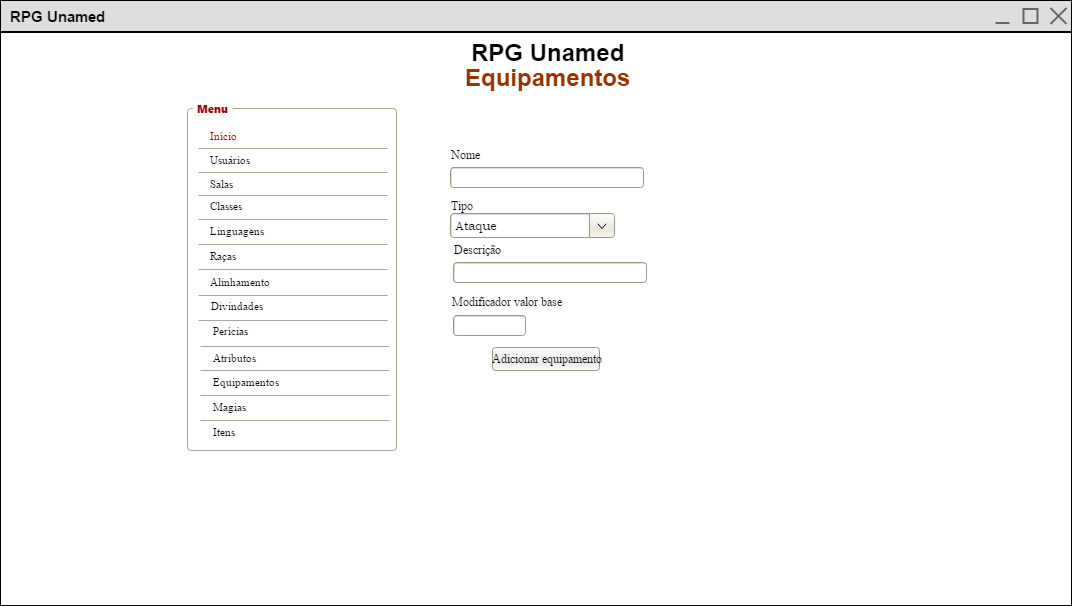 RPG Unamed
RPG Unamed
Equipamentos
Menu
Inicio
Usuários
Salas
Classes
Linguagens
Raças
Alinhamento
Divindades
Perícias
Atributos
Equipamentos
Magias
Itens
Nome
Tipo
Ataque
Descrição
Modificador valor base
Adicionar equipamento